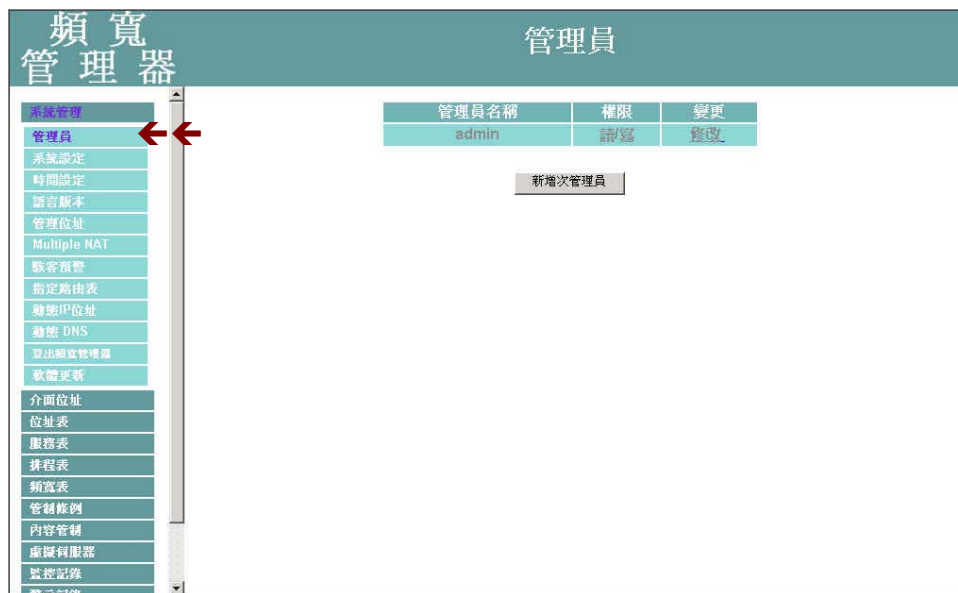 頻寬
管理器
管理員
系統管理
管理員
系統設定
時間設定
語言版本
管理位址
Multiple NAT
駭客預警
指定路由表
動態IP位址
動態 DNS
登出頻寬管理器
軟體更新
介面位址
位址表
服務表
排程表
頻寬表
管制條例
內容管制
虛擬伺服器
監控記錄
管理員名稱 權限 變更
admin 讀/寫 修改
新增次管理員